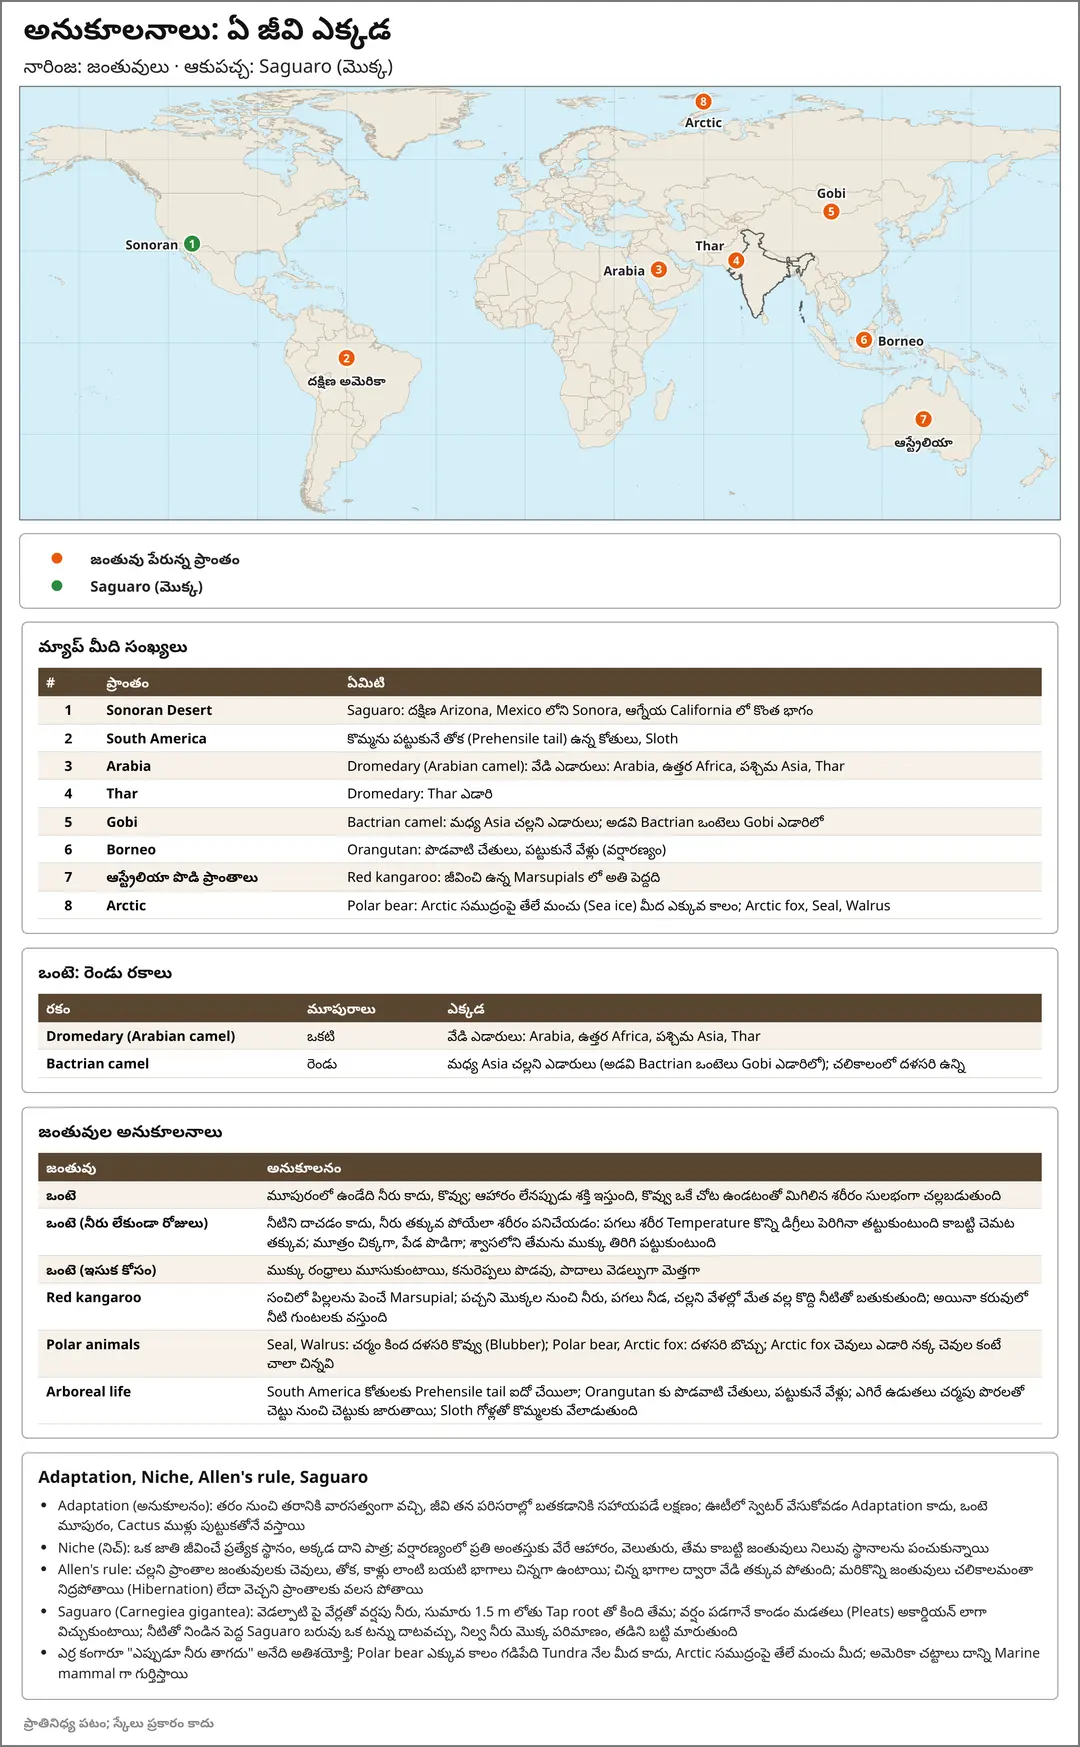 అనుకూలనాలు: ఏ జీవి ఎక్కడ
నారింజ: జంతువులు · ఆకుపచ్చ: Saguaro (మొక్క)
8
Arctic
Gobi
5
Sonoran 1
Thar
4
Arabia 3
6 Borneo
2
దక్షిణ అమెరికా
7
ఆస్ట్రేలియా
జంతువు పేరున్న ప్రాంతం
Saguaro (మొక్క)
మ్యాప్ మీది సంఖ్యలు
# ప్రాంతం ఏమిటి
1 Sonoran Desert Saguaro: దక్షిణ Arizona, Mexico లోని Sonora, ఆగ్నేయ California లో కొంత భాగం
2 South America కొమ్మను పట్టుకునే తోక (Prehensile tail) ఉన్న కోతులు, Sloth
3 Arabia Dromedary (Arabian camel): వేడి ఎడారులు: Arabia, ఉత్తర Africa, పశ్చిమ Asia, Thar
4 Thar Dromedary: Thar ఎడారి
5 Gobi Bactrian camel: మధ్య Asia చల్లని ఎడారులు; అడవి Bactrian ఒంటెలు Gobi ఎడారిలో
6 Borneo Orangutan: పొడవాటి చేతులు, పట్టుకునే వేళ్లు (వర్షారణ్యం)
7 ఆస్ట్రేలియా పొడి ప్రాంతాలు Red kangaroo: జీవించి ఉన్న Marsupials లో అతి పెద్దది
8 Arctic Polar bear: Arctic సముద్రంపై తేలే మంచు (Sea ice) మీద ఎక్కువ కాలం; Arctic fox, Seal, Walrus
ఒంటె: రెండు రకాలు
రకం మూపురాలు ఎక్కడ
Dromedary (Arabian camel) ఒకటి వేడి ఎడారులు: Arabia, ఉత్తర Africa, పశ్చిమ Asia, Thar
Bactrian camel రెండు మధ్య Asia చల్లని ఎడారులు (అడవి Bactrian ఒంటెలు Gobi ఎడారిలో); చలికాలంలో దళసరి ఉన్ని
జంతువుల అనుకూలనాలు
జంతువు అనుకూలనం
ఒంటె మూపురంలో ఉండేది నీరు కాదు, కొవ్వు; ఆహారం లేనప్పుడు శక్తి ఇస్తుంది, కొవ్వు ఒకే చోట ఉండటంతో మిగిలిన శరీరం సులభంగా చల్లబడుతుంది
ఒంటె (నీరు లేకుండా రోజులు) నీటిని దాచడం కాదు, నీరు తక్కువ పోయేలా శరీరం పనిచేయడం: పగలు శరీర Temperature కొన్ని డిగ్రీలు పెరిగినా తట్టుకుంటుంది కాబట్టి చెమట
తక్కువ; మూత్రం చిక్కగా, పేడ పొడిగా; శ్వాసలోని తేమను ముక్కు తిరిగి పట్టుకుంటుంది
ఒంటె (ఇసుక కోసం) ముక్కు రంధ్రాలు మూసుకుంటాయి, కనురెప్పలు పొడవు, పాదాలు వెడల్పుగా మెత్తగా
Red kangaroo సంచిలో పిల్లలను పెంచే Marsupial; పచ్చని మొక్కల నుంచి నీరు, పగలు నీడ, చల్లని వేళల్లో మేత వల్ల కొద్ది నీటితో బతుకుతుంది; అయినా కరువులో
నీటి గుంటలకు వస్తుంది
Polar animals Seal, Walrus: చర్మం కింద దళసరి కొవ్వు (Blubber); Polar bear, Arctic fox: దళసరి బొచ్చు; Arctic fox చెవులు ఎడారి నక్క చెవుల కంటే
చాలా చిన్నవి
Arboreal life South America కోతులకు Prehensile tail ఐదో చేయిలా; Orangutan కు పొడవాటి చేతులు, పట్టుకునే వేళ్లు; ఎగిరే ఉడుతలు చర్మపు పొరలతో
చెట్టు నుంచి చెట్టుకు జారుతాయి; Sloth గోళ్లతో కొమ్మలకు వేలాడుతుంది
Adaptation, Niche, Allen's rule, Saguaro
• Adaptation (అనుకూలనం): తరం నుంచి తరానికి వారసత్వంగా వచ్చి, జీవి తన పరిసరాల్లో బతకడానికి సహాయపడే లక్షణం; ఊటీలో స్వెటర్ వేసుకోవడం Adaptation కాదు, ఒంటె
మూపురం, Cactus ముళ్లు పుట్టుకతోనే వస్తాయి
• Niche (నిచ్): ఒక జాతి జీవించే ప్రత్యేక స్థానం, అక్కడ దాని పాత్ర; వర్షారణ్యంలో ప్రతి అంతస్తుకు వేరే ఆహారం, వెలుతురు, తేమ కాబట్టి జంతువులు నిలువు స్థానాలను పంచుకున్నాయి
• Allen's rule: చల్లని ప్రాంతాల జంతువులకు చెవులు, తోక, కాళ్లు లాంటి బయటి భాగాలు చిన్నగా ఉంటాయి; చిన్న భాగాల ద్వారా వేడి తక్కువ పోతుంది; మరికొన్ని జంతువులు చలికాలమంతా
నిద్రపోతాయి (Hibernation) లేదా వెచ్చని ప్రాంతాలకు వలస పోతాయి
• Saguaro (Carnegiea gigantea): వెడల్పాటి పై వేర్లతో వర్షపు నీరు, సుమారు 1.5 m లోతు Tap root తో కింది తేమ; వర్షం పడగానే కాండం మడతలు (Pleats) అకార్డియన్ లాగా
విచ్చుకుంటాయి; నీటితో నిండిన పెద్ద Saguaro బరువు ఒక టన్ను దాటవచ్చు, నిల్వ నీరు మొక్క పరిమాణం, తడిని బట్టి మారుతుంది
• ఎర్ర కంగారూ "ఎప్పుడూ నీరు తాగదు" అనేది అతిశయోక్తి; Polar bear ఎక్కువ కాలం గడిపేది Tundra నేల మీద కాదు, Arctic సముద్రంపై తేలే మంచు మీద; అమెరికా చట్టాలు దాన్ని Marine
mammal గా గుర్తిస్తాయి
ప్రాతినిధ్య పటం; స్కేలు ప్రకారం కాదు